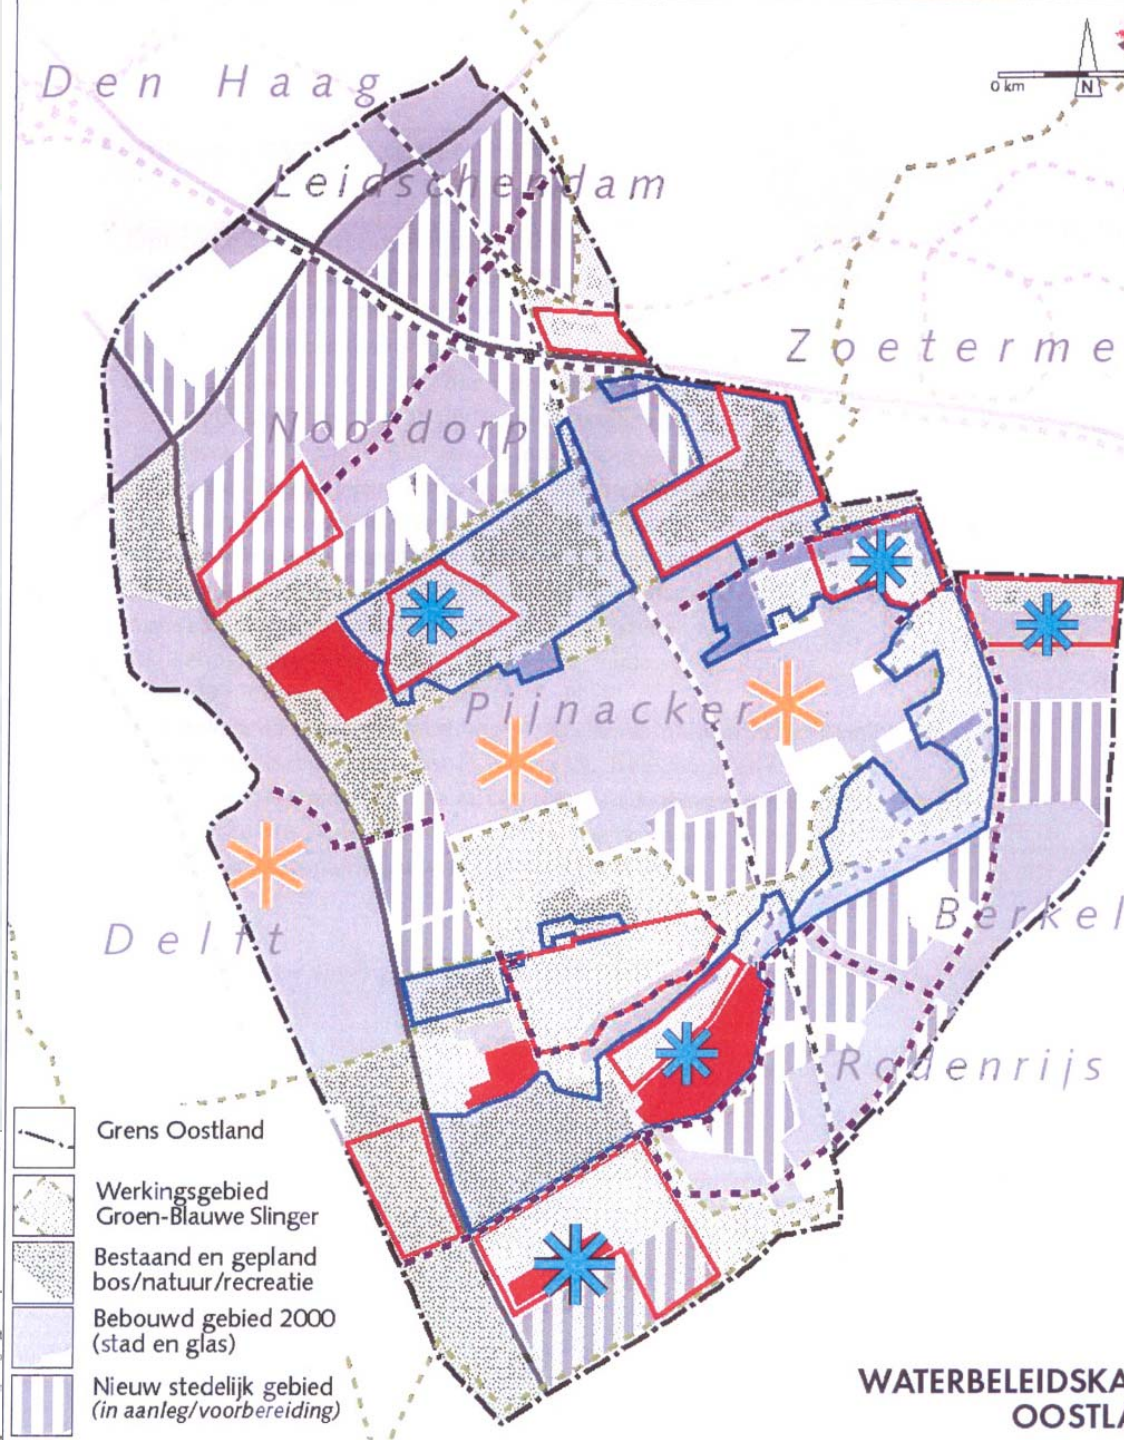 Den Haag
0 km
N
Leidschendam
Zoeterme
Nootdorp
Pijnacker
Berkel
Delft
Rodenrijs
Grens Oostland
Werkingsgebied
Groen-Blauwe Slinger
Bestaand en gepland
bos/natuur/recreatie
Bebouwd gebied 2000
(stad en glas)
Nieuw stedelijk gebied
(in aanleg/voorbereiding)
WATERBELEIDSKA
OOSTLA